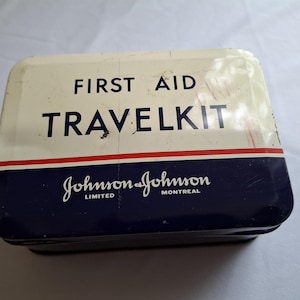 FIRST AID
TRAVELKIT
Johnson & Johnson
LIMITED MONTREAL